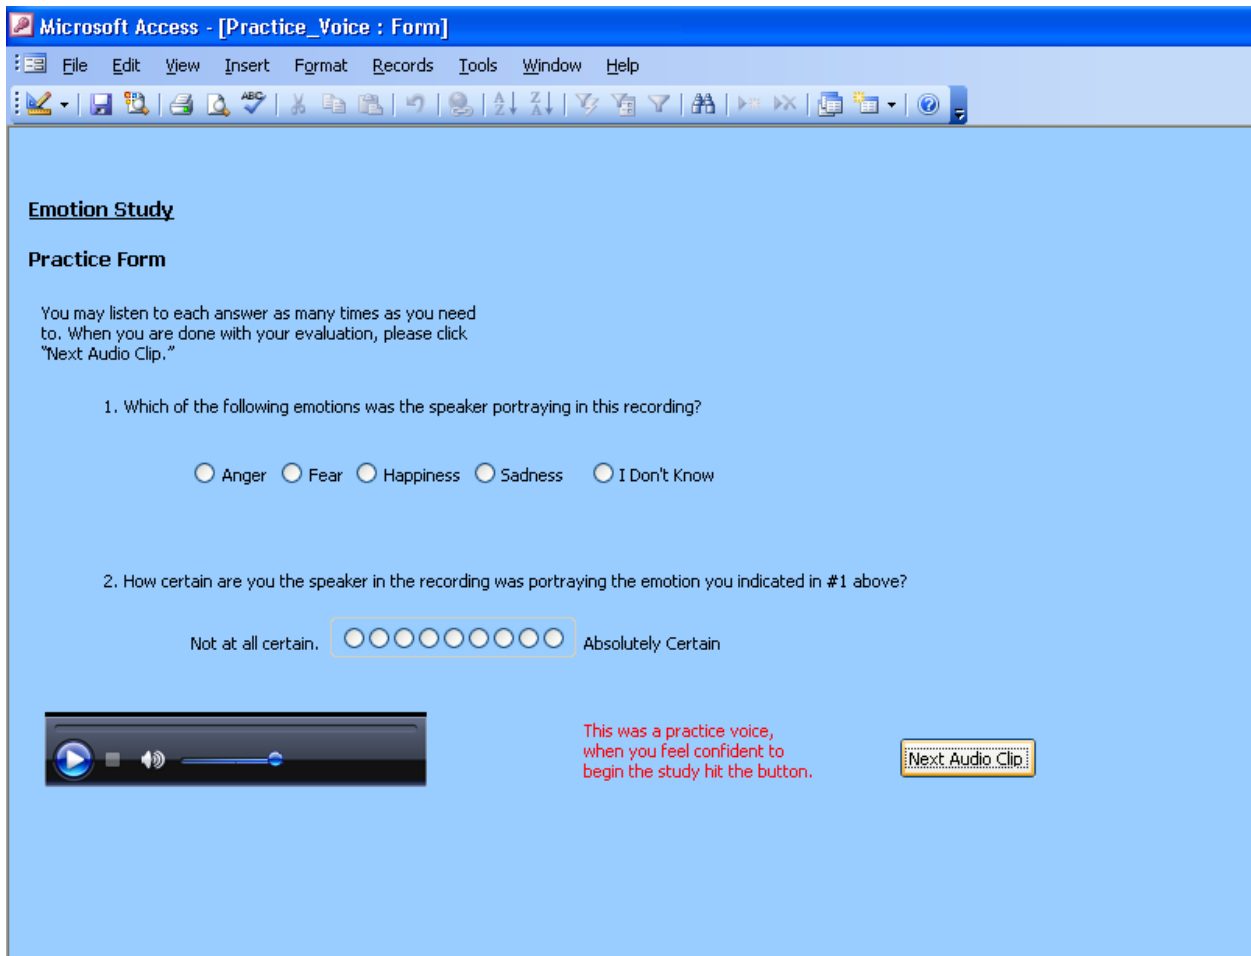 Microsoft Access - [Practice_Voice : Form]
File Edit View Insert Format Records Tools Window Help
Emotion Study
Practice Form
You may listen to each answer as many times as you need
to. When you are done with your evaluation, please click
"Next Audio Clip."
1. Which of the following emotions was the speaker portraying in this recording?
Anger Fear Happiness Sadness I Don't Know
2. How certain are you the speaker in the recording was portraying the emotion you indicated in #1 above?
Not at all certain. Absolutely Certain
This was a practice voice,
when you feel confident to
begin the study hit the button.
Next Audio Clip